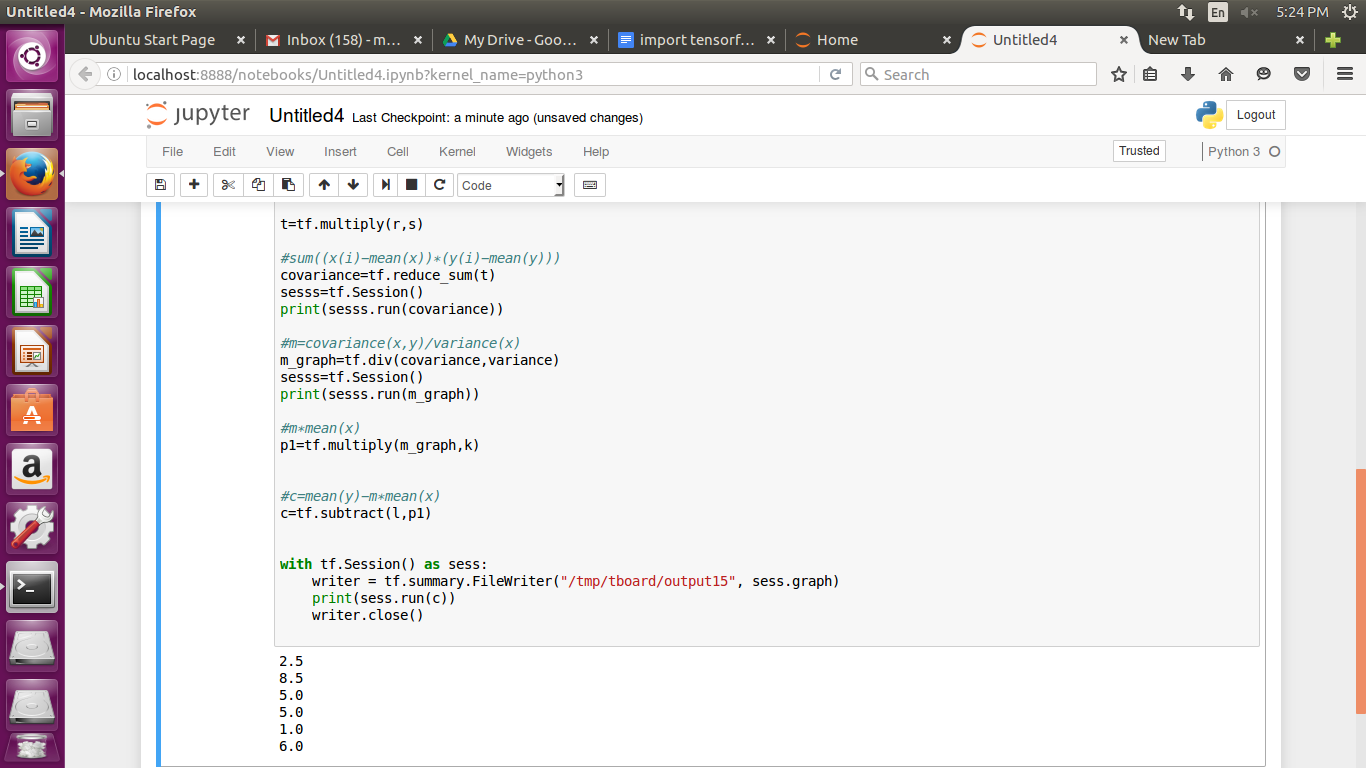 Untitled4 - Mozilla Firefox
En
5:24 PM
Ubuntu Start Page
Inbox (158) - m...
My Drive - Goo...
import tensorf...
Home
Untitled4
New Tab
localhost:8888/notebooks/Untitled4.ipynb?kernel_name=python3
Search
jupyter
Untitled4 Last Checkpoint: a minute ago (unsaved changes)
Logout
File Edit View Insert Cell Kernel Widgets Help
Trusted
Python 3
Code
t=tf.multiply(r,s)
#sum((x(i)−mean(x))*(y(i)−mean(y)))
covariance=tf.reduce_sum(t)
sesss=tf.Session()
print(sesss.run(covariance))
#m=covariance(x,y)/variance(x)
m_graph=tf.div(covariance,variance)
sesss=tf.Session()
print(sesss.run(m_graph))
#m*mean(x)
p1=tf.multiply(m_graph,k)
#c=mean(y)−m*mean(x)
c=tf.subtract(l,p1)
with tf.Session() as sess:
    writer = tf.summary.FileWriter("/tmp/tboard/output15", sess.graph)
    print(sess.run(c))
    writer.close()
2.5
8.5
5.0
5.0
1.0
6.0